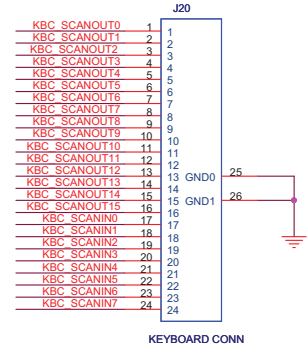 J20
KBC_SCANOUT0 1 1
KBC_SCANOUT1 2 2
KBC_SCANOUT2 3 3
KBC_SCANOUT3 4 4
KBC_SCANOUT4 5 5
KBC_SCANOUT5 6 6
KBC_SCANOUT6 7 7
KBC_SCANOUT7 8 8
KBC_SCANOUT8 9 9
KBC_SCANOUT9 10 10
KBC_SCANOUT10 11 11
KBC_SCANOUT11 12 12
KBC_SCANOUT12 13 13 GND0 25
KBC_SCANOUT13 14 14
KBC_SCANOUT14 15 15 GND1 26
KBC_SCANOUT15 16 16
KBC_SCANIN0 17 17
KBC_SCANIN1 18 18
KBC_SCANIN2 19 19
KBC_SCANIN3 20 20
KBC_SCANIN4 21 21
KBC_SCANIN5 22 22
KBC_SCANIN6 23 23
KBC_SCANIN7 24 24
KEYBOARD CONN